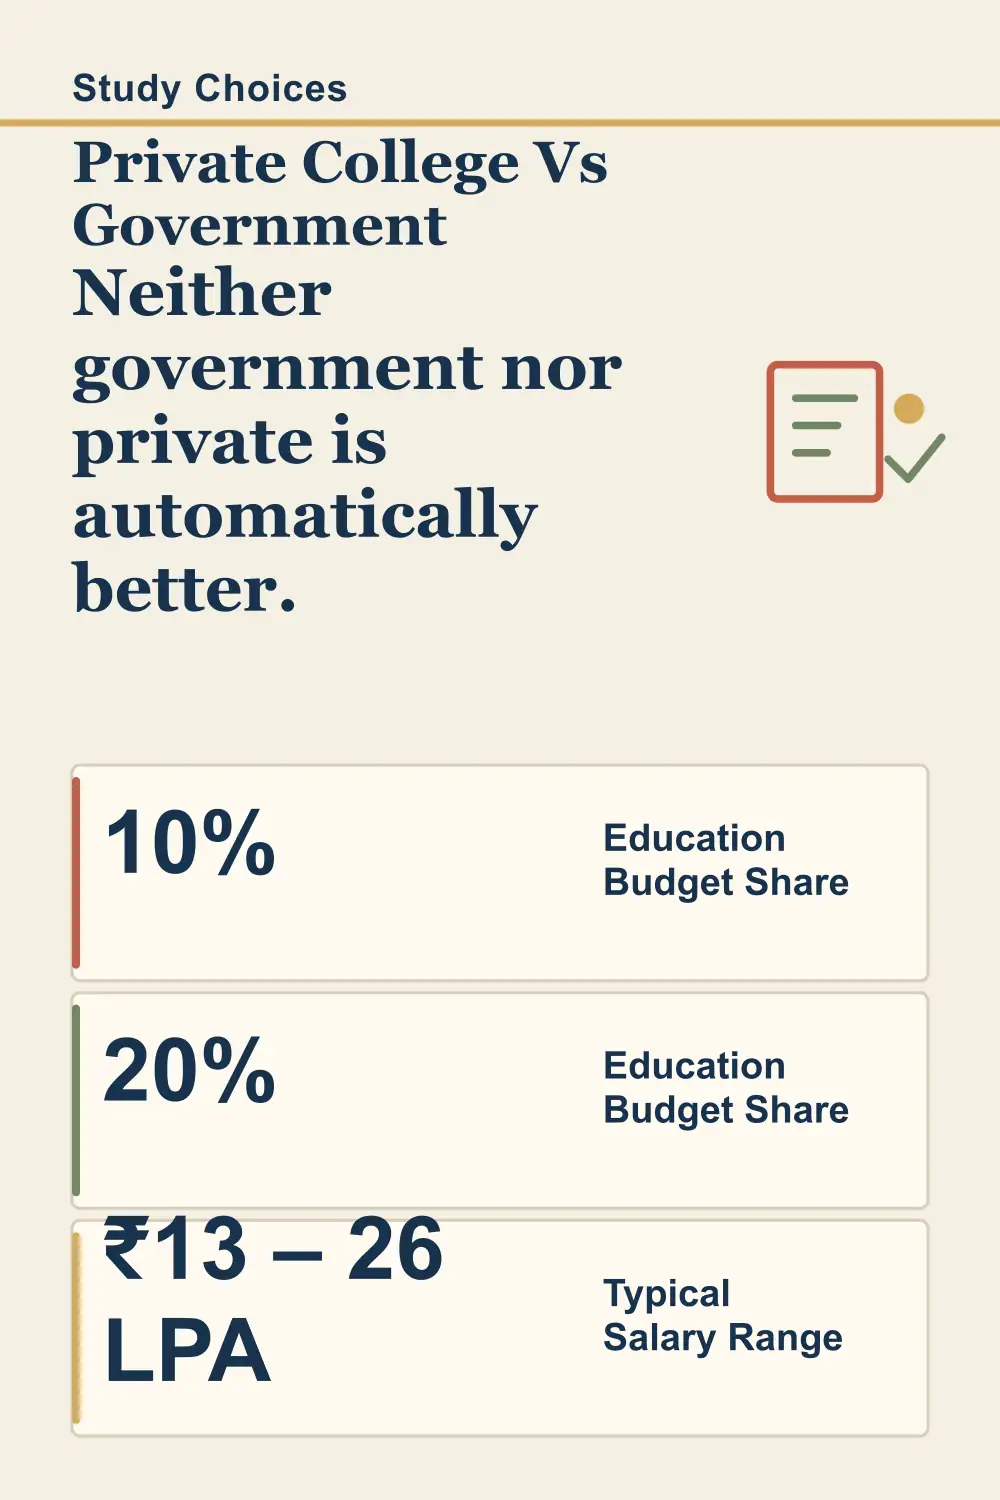 Study Choices
Private College Vs
Government
Neither
government nor
private is
automatically
better.
10%
Education
Budget Share
20%
Education
Budget Share
₹13 – 26
LPA
Typical
Salary Range